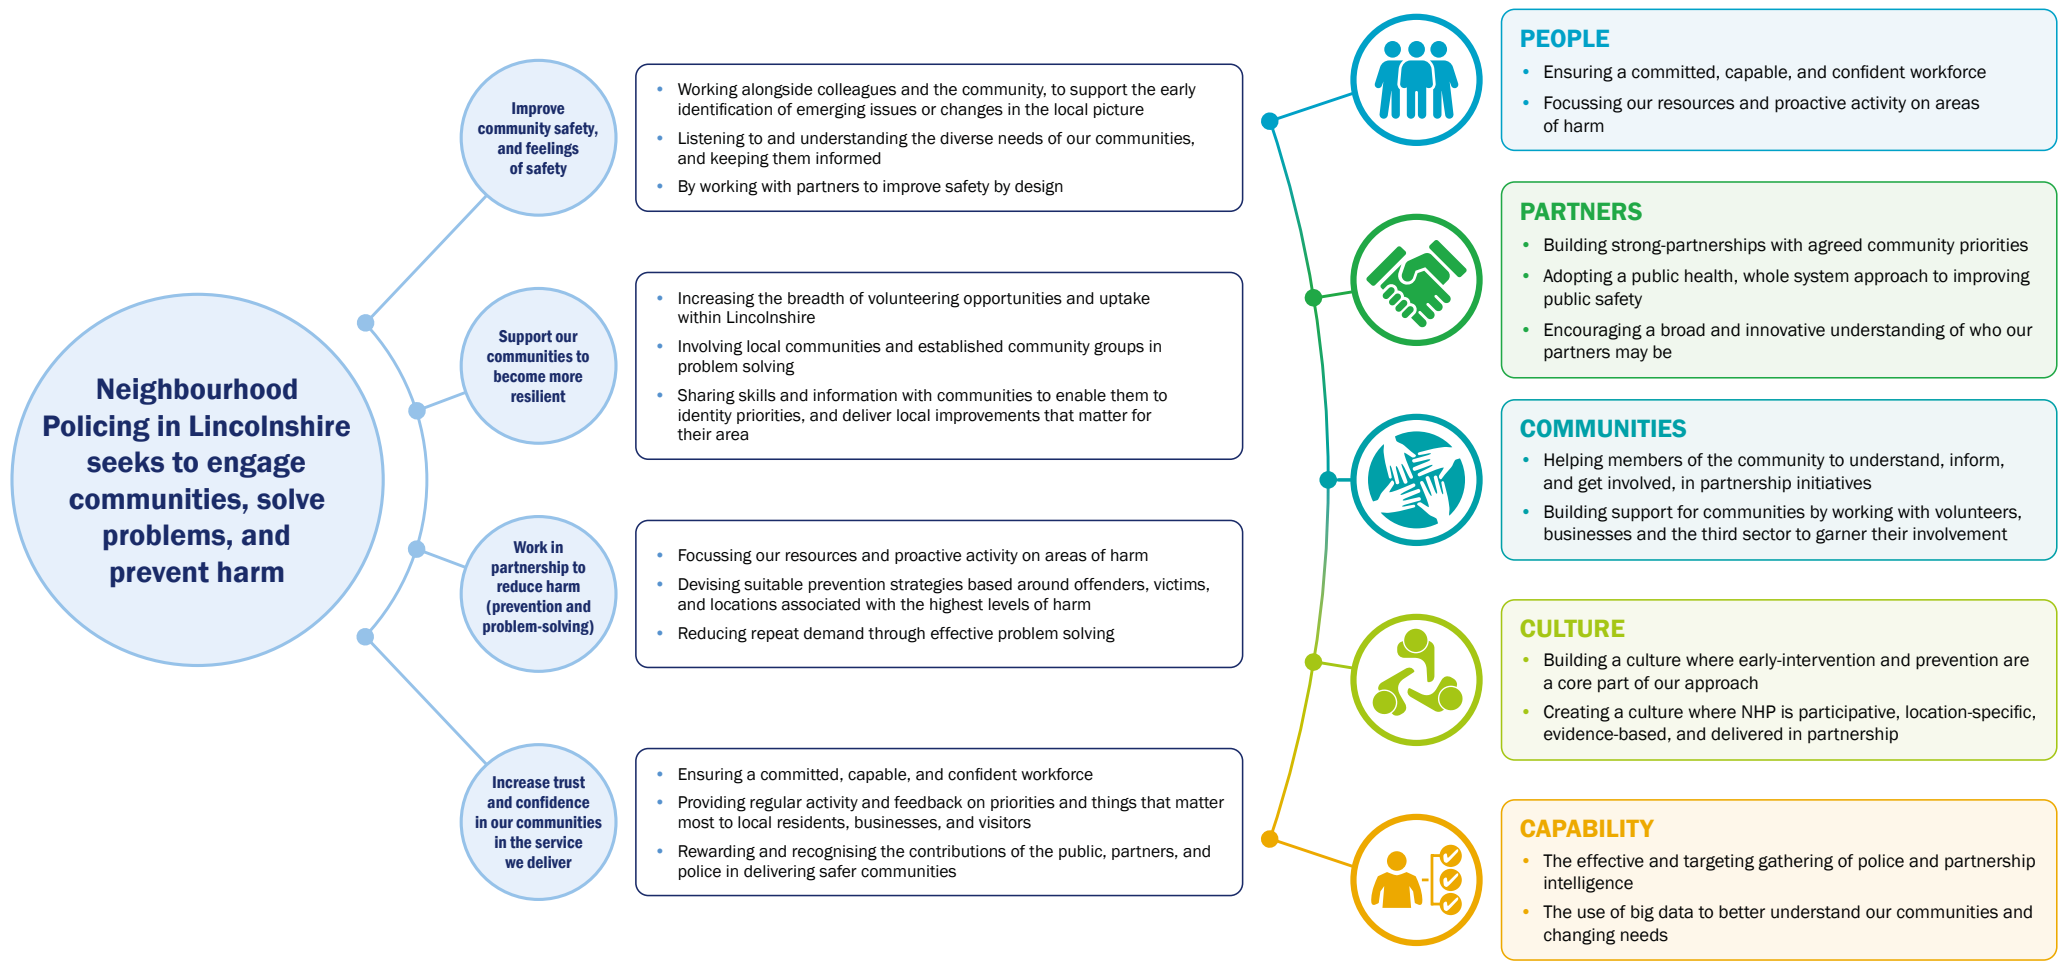 Neighbourhood
Policing in Lincolnshire
seeks to engage
communities, solve
problems, and
prevent harm
Improve
community safety,
and feelings
of safety
• Working alongside colleagues and the community, to support the early
identification of emerging issues or changes in the local picture
• Listening to and understanding the diverse needs of our communities,
and keeping them informed
• By working with partners to improve safety by design
Support our
communities to
become more
resilient
• Increasing the breadth of volunteering opportunities and uptake
within Lincolnshire
• Involving local communities and established community groups in
problem solving
• Sharing skills and information with communities to enable them to
identity priorities, and deliver local improvements that matter for
their area
Work in
partnership to
reduce harm
(prevention and
problem-solving)
• Focussing our resources and proactive activity on areas of harm
• Devising suitable prevention strategies based around offenders, victims,
and locations associated with the highest levels of harm
• Reducing repeat demand through effective problem solving
Increase trust
and confidence
in our communities
in the service
we deliver
• Ensuring a committed, capable, and confident workforce
• Providing regular activity and feedback on priorities and things that matter
most to local residents, businesses, and visitors
• Rewarding and recognising the contributions of the public, partners, and
police in delivering safer communities
PEOPLE
• Ensuring a committed, capable, and confident workforce
• Focussing our resources and proactive activity on areas
of harm
PARTNERS
• Building strong-partnerships with agreed community priorities
• Adopting a public health, whole system approach to improving
public safety
• Encouraging a broad and innovative understanding of who our
partners may be
COMMUNITIES
• Helping members of the community to understand, inform,
and get involved, in partnership initiatives
• Building support for communities by working with volunteers,
businesses and the third sector to garner their involvement
CULTURE
• Building a culture where early-intervention and prevention are
a core part of our approach
• Creating a culture where NHP is participative, location-specific,
evidence-based, and delivered in partnership
CAPABILITY
• The effective and targeting gathering of police and partnership
intelligence
• The use of big data to better understand our communities and
changing needs